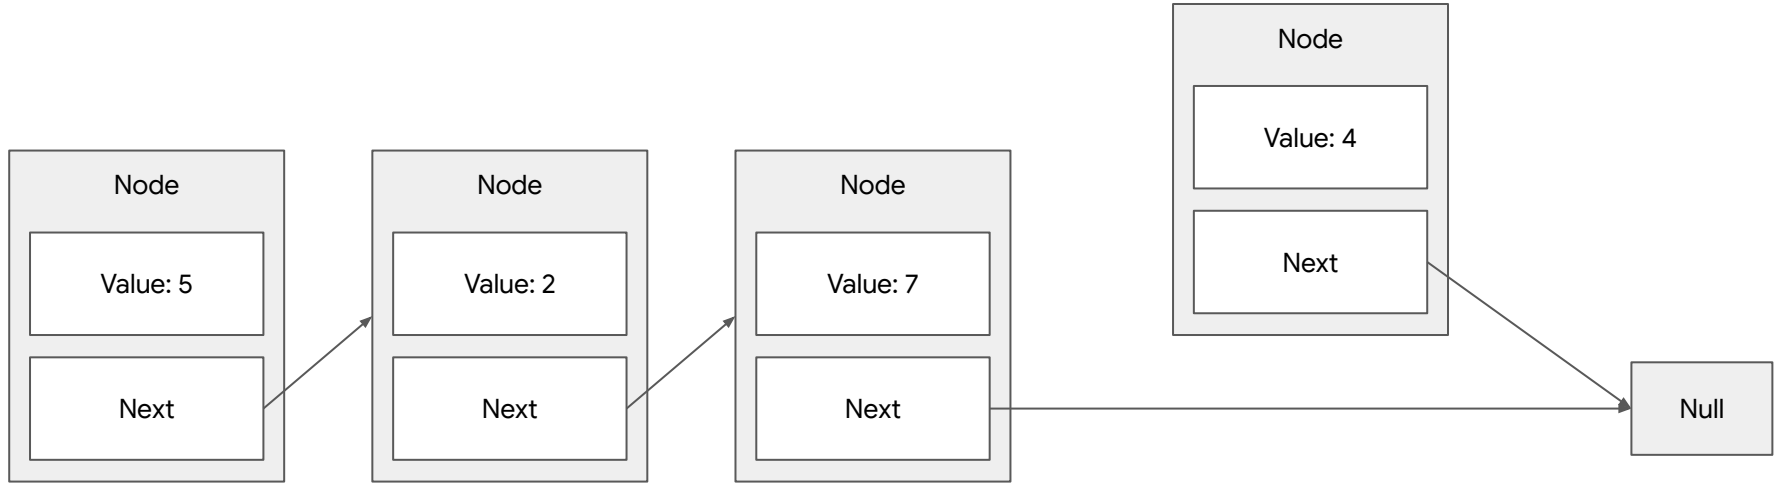 Node
Value: 5
Next
Node
Value: 2
Next
Node
Value: 7
Next
Node
Value: 4
Next
Null